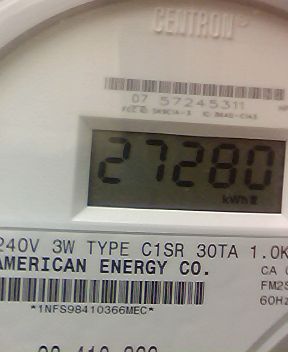 CENTRON
07 57245311
27280
kWh
240V 3W TYPE C1SR 30TA 1.0K
AMERICAN ENERGY CO.
CA
FM2S
60Hz
*1NFS98410366MEC*